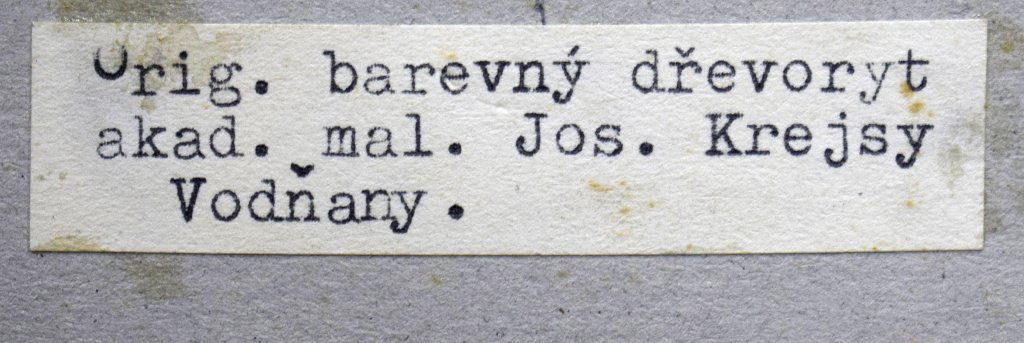 Orig. barevný dřevoryt
akad. mal. Jos. Krejsy
Vodňany.